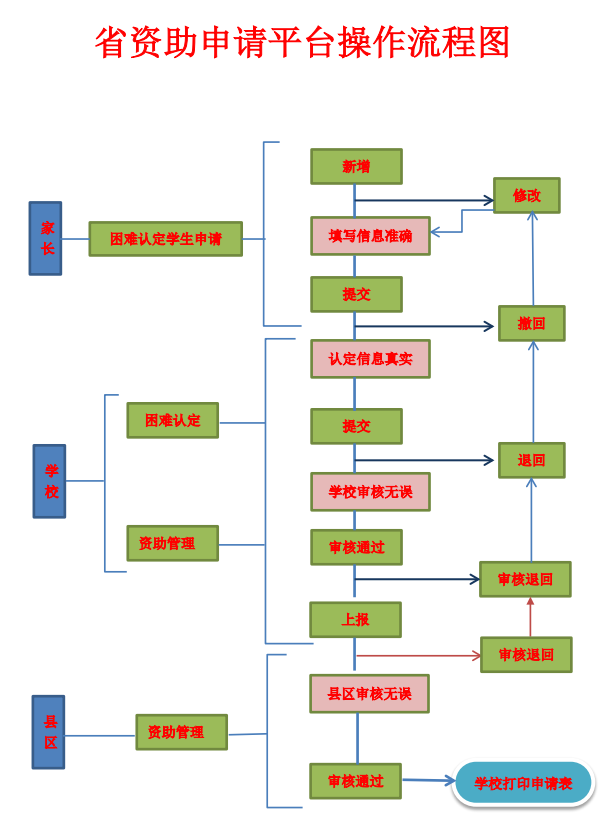 省资助申请平台操作流程图
新增
修改
家长
困难认定学生申请
填写信息准确
提交
撤回
认定信息真实
困难认定
提交
退回
学校
学校审核无误
资助管理
审核通过
审核退回
上报
审核退回
县区审核无误
县区
资助管理
审核通过
学校打印申请表